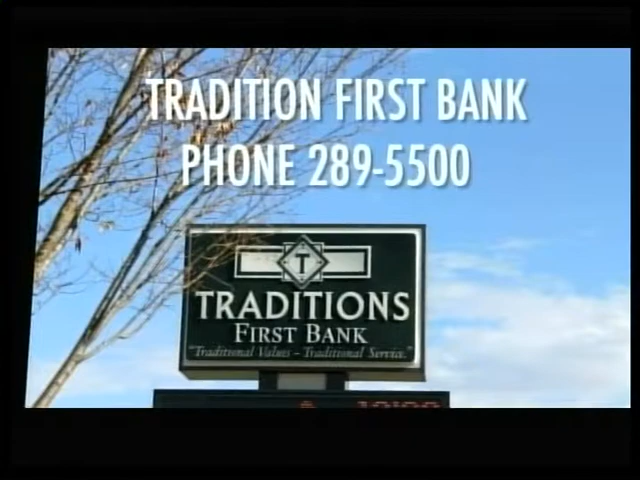 TRADITION FIRST BANK
PHONE 289-5500
T
TRADITIONS
FIRST BANK
"Traditional Values – Traditional Service."